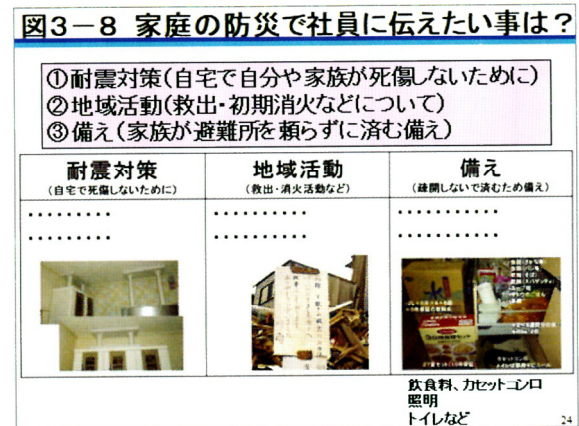 図3-8 家庭の防災で社員に伝えたい事は?
①耐震対策(自宅で自分や家族が死傷しないために)
②地域活動(救出・初期消火などについて)
③備え(家族が避難所を頼らずに済む備え)
耐震対策
(自宅で死傷しないために)
地域活動
(救出・消火活動など)
備え
(疎開しないで済むため備え)
・・・・・・・・・
・・・・・・・・・
・・・・・・・・・・
・・・・・・・・・・
・・・・・・・・・・
・・・・・・・・・・
飲食料、カセットコンロ
照明
トイレなど
24